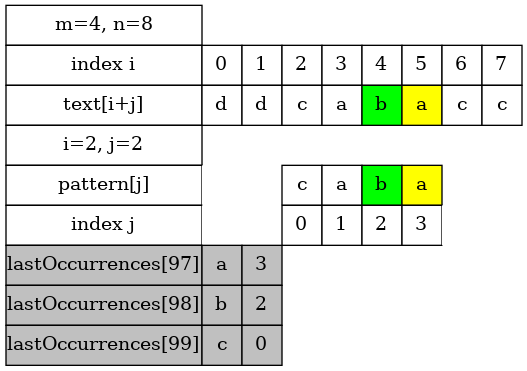 m=4, n=8
index i 0 1 2 3 4 5 6 7
text[i+j] d d c a b a c c
i=2, j=2
pattern[j] c a b a
index j 0 1 2 3
lastOccurrences[97] a 3
lastOccurrences[98] b 2
lastOccurrences[99] c 0